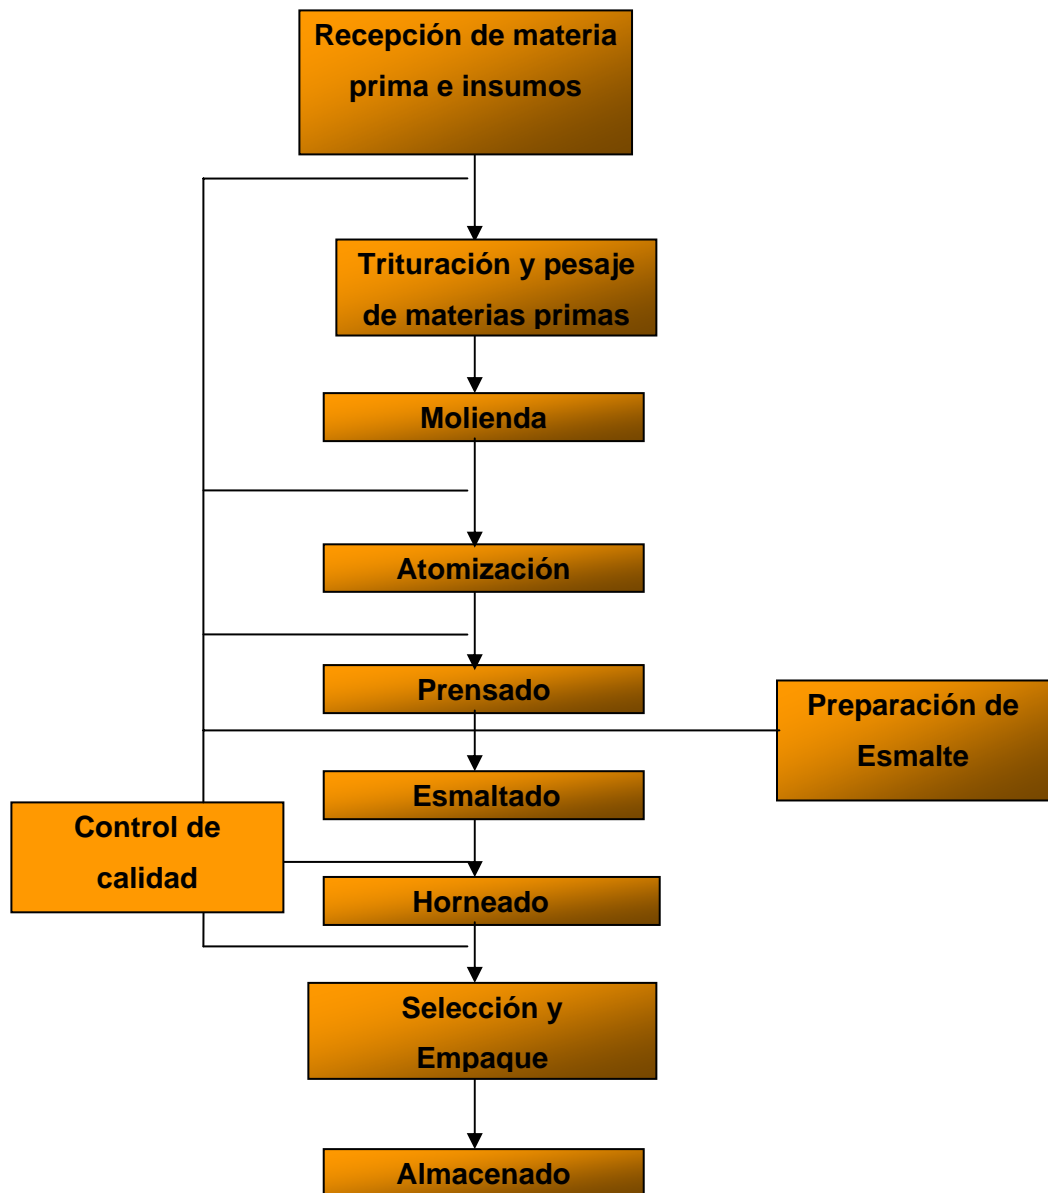 Recepción de materia
prima e insumos
Trituración y pesaje
de materias primas
Molienda
Atomización
Prensado
Preparación de
Esmalte
Esmaltado
Control de
calidad
Horneado
Selección y
Empaque
Almacenado